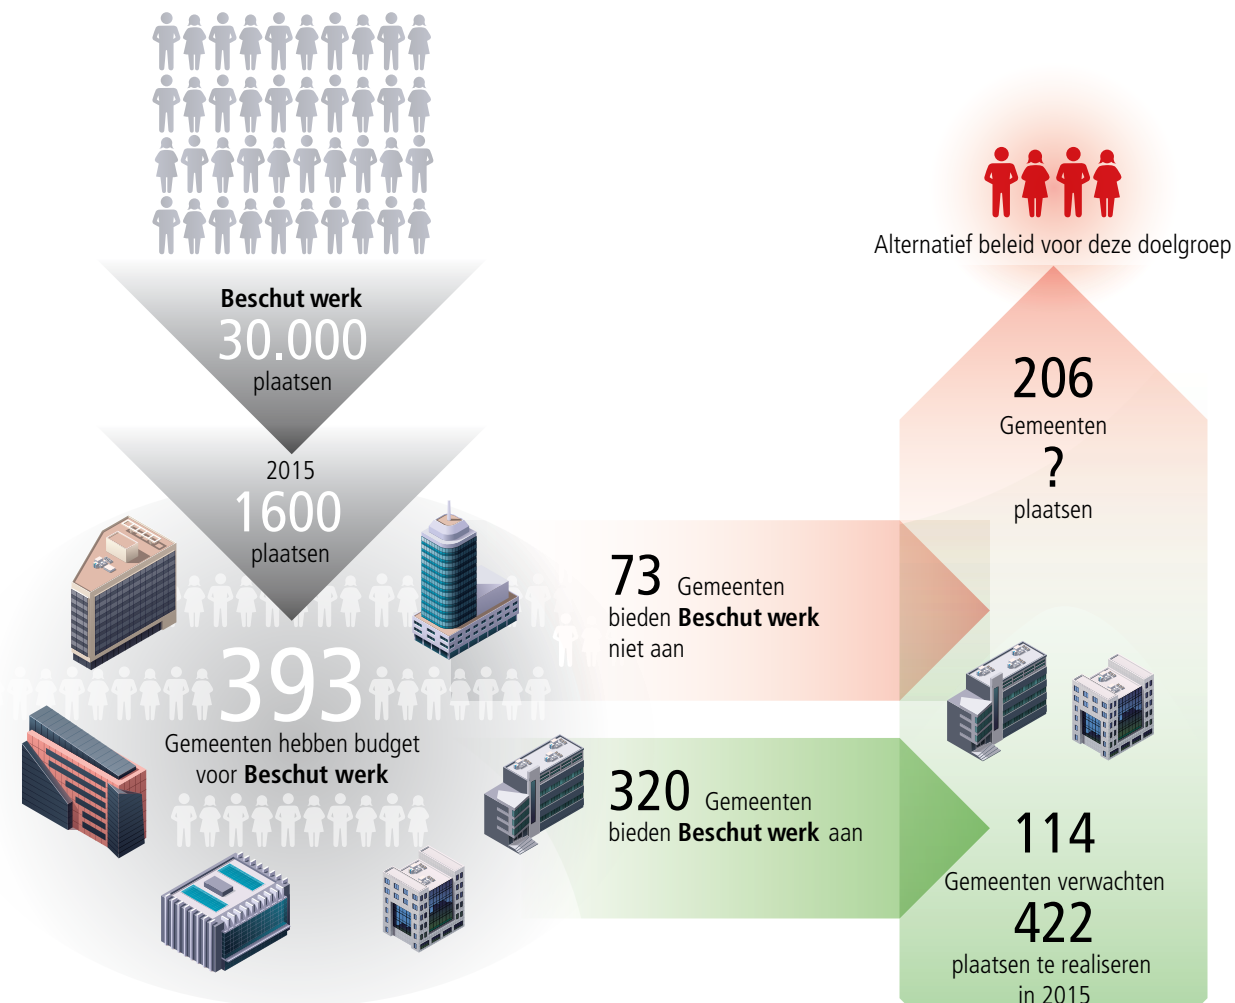 Beschut werk
30.000
plaatsen
2015
1600
plaatsen
393
Gemeenten hebben budget
voor Beschut werk
73 Gemeenten
bieden Beschut werk
niet aan
320 Gemeenten
bieden Beschut werk aan
Alternatief beleid voor deze doelgroep
206
Gemeenten
?
plaatsen
114
Gemeenten verwachten
422
plaatsen te realiseren
in 2015